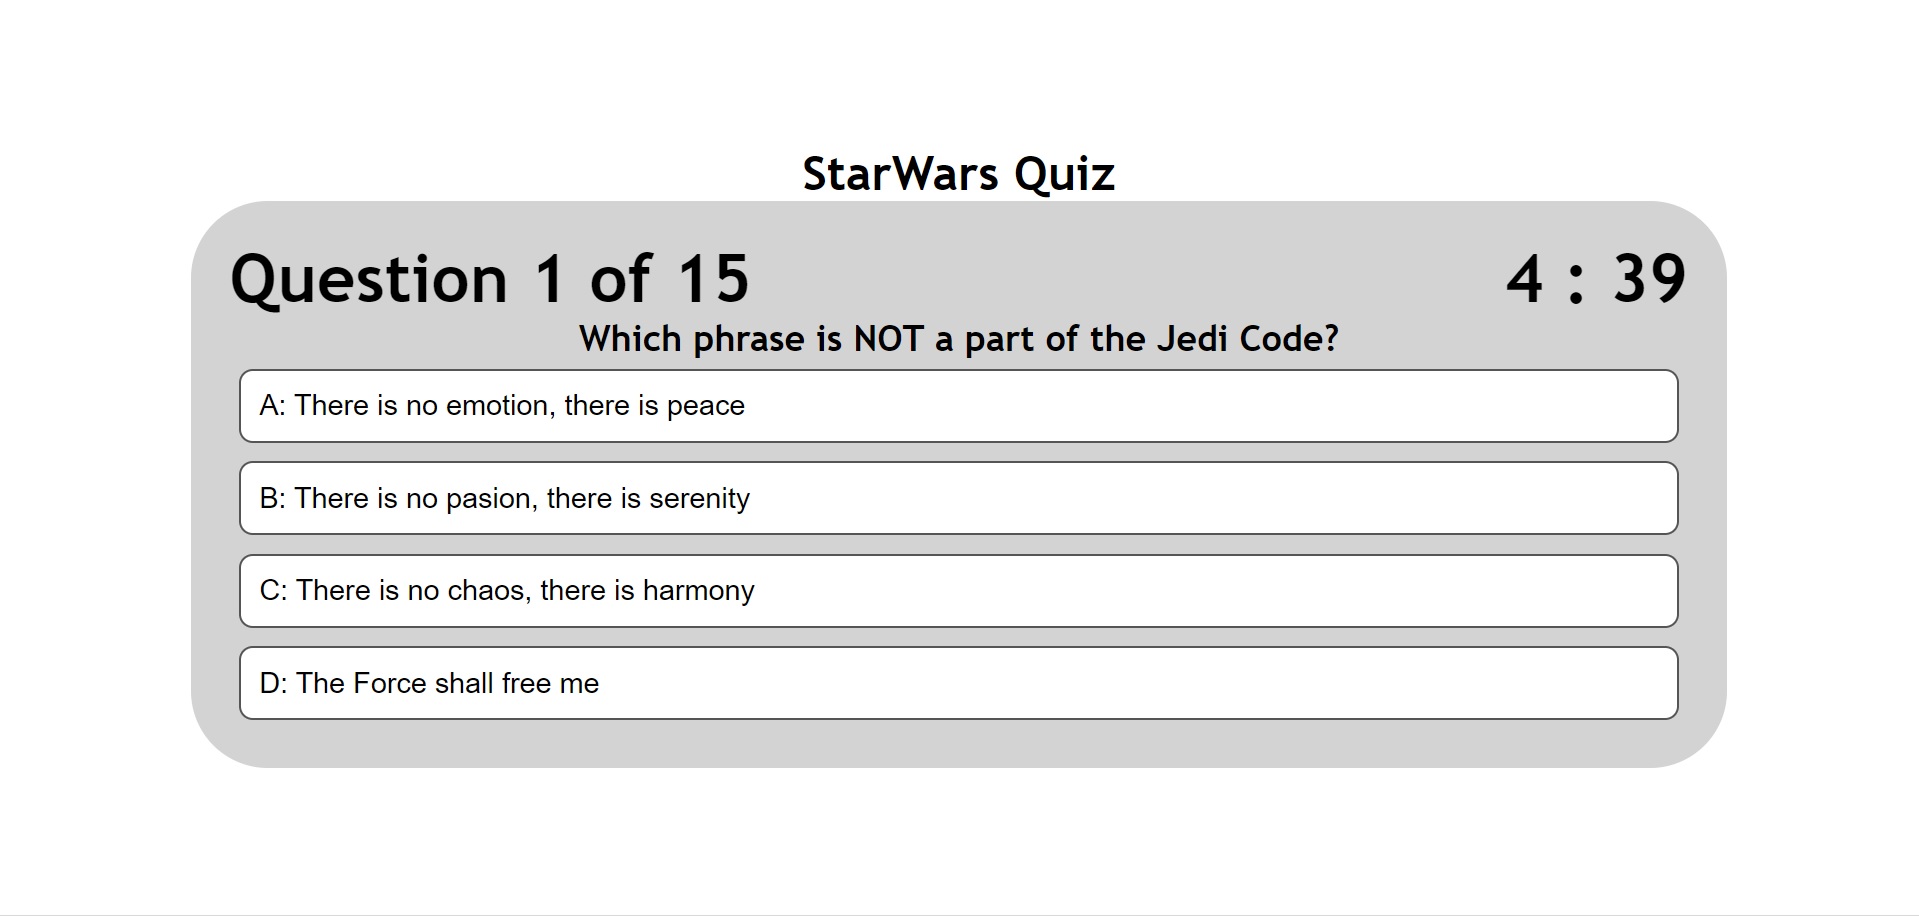 StarWars Quiz
Question 1 of 15
4 : 39
Which phrase is NOT a part of the Jedi Code?
A: There is no emotion, there is peace
B: There is no pasion, there is serenity
C: There is no chaos, there is harmony
D: The Force shall free me